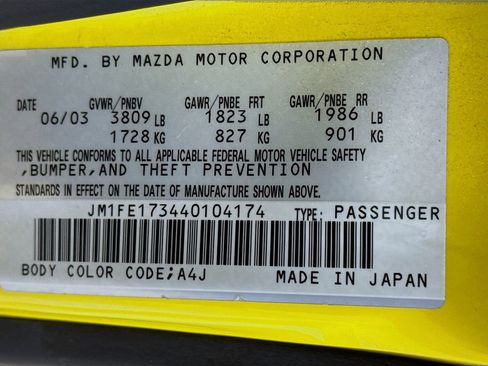 MFD. BY MAZDA MOTOR CORPORATION
DATE GVWR/PNBV GAWR/PNBE FRT GAWR/PNBE RR
06/03 3809 LB 1823 LB 1986 LB
1728 KG 827 KG 901 KG
THIS VEHICLE CONFORMS TO ALL APPLICABLE FEDERAL MOTOR VEHICLE SAFETY
,BUMPER,AND THEFT PREVENTION
STANDARDS IN EFFECT ON THE DATE OF MANUFACTURE SHOWN ABOVE.
JM1FE173440104174 TYPE: PASSENGER
BODY COLOR CODE;A4J MADE IN JAPAN